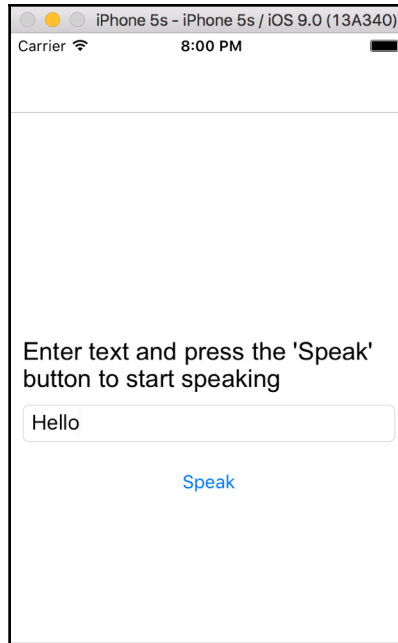 iPhone 5s - iPhone 5s / iOS 9.0 (13A340)
Carrier 8:00 PM
Enter text and press the 'Speak'
button to start speaking
Hello
Speak